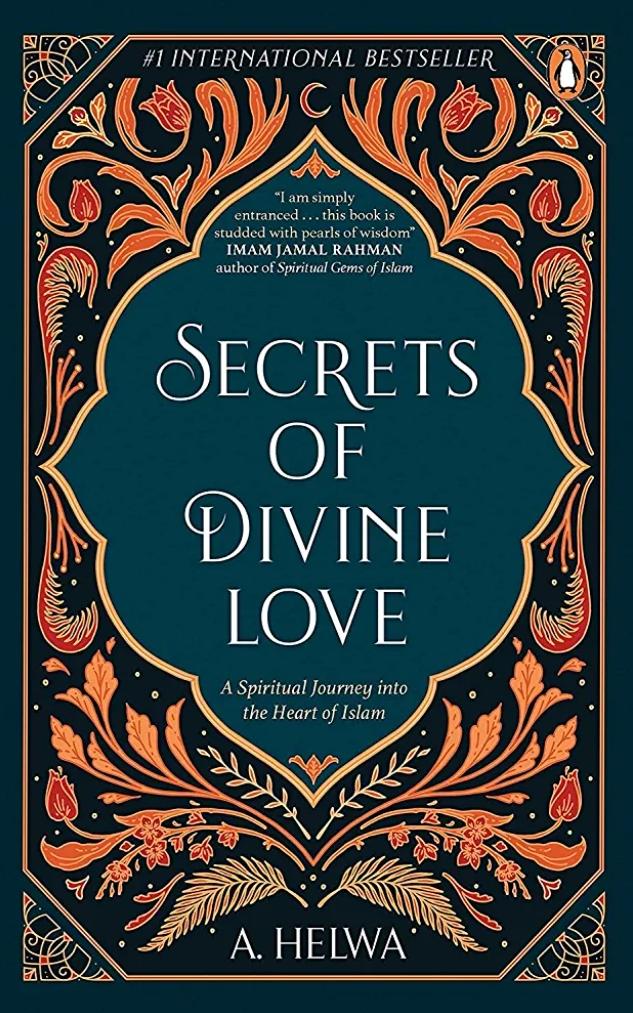 #1 INTERNATIONAL BESTSELLER
“I am simply
entranced . . . this book is
studded with pearls of wisdom”
IMAM JAMAL RAHMAN
author of Spiritual Gems of Islam
SECRETS
OF
DIVINE
LOVE
A Spiritual Journey into
the Heart of Islam
A. HELWA